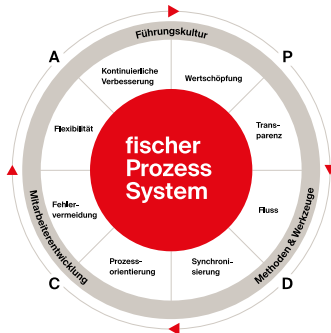 Führungskultur
A
P
Kontinuierliche
Verbesserung
Wertschöpfung
Flexibilität
Trans-
parenz
fischer
Prozess
System
Fehler-
vermeidung
Fluss
Prozess-
orientierung
Synchroni-
sierung
Mitarbeiterentwicklung
Methoden & Werkzeuge
C
D